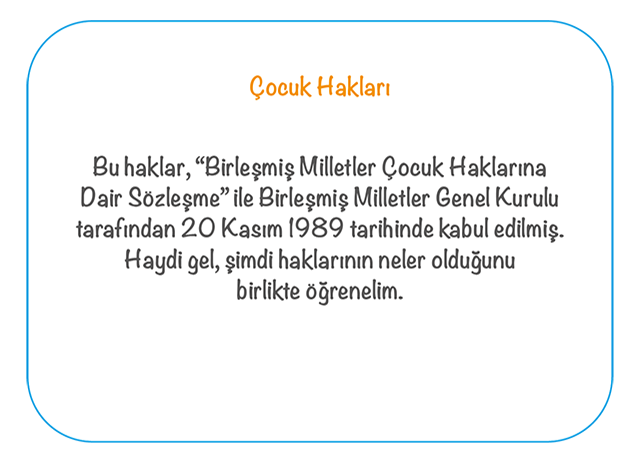 Çocuk Hakları
Bu haklar, “Birleşmiş Milletler Çocuk Haklarına
Dair Sözleşme” ile Birleşmiş Milletler Genel Kurulu
tarafından 20 Kasım 1989 tarihinde kabul edilmiş.
Haydi gel, şimdi haklarının neler olduğunu
birlikte öğrenelim.